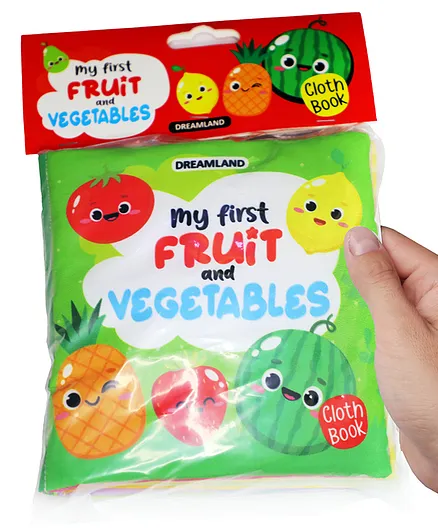 my first
FRUiT
and
VEGETABLES
Cloth
Book
DREAMLAND
DREAMLAND
my first
FRUiT
and
VEGETABLES
Cloth
Book